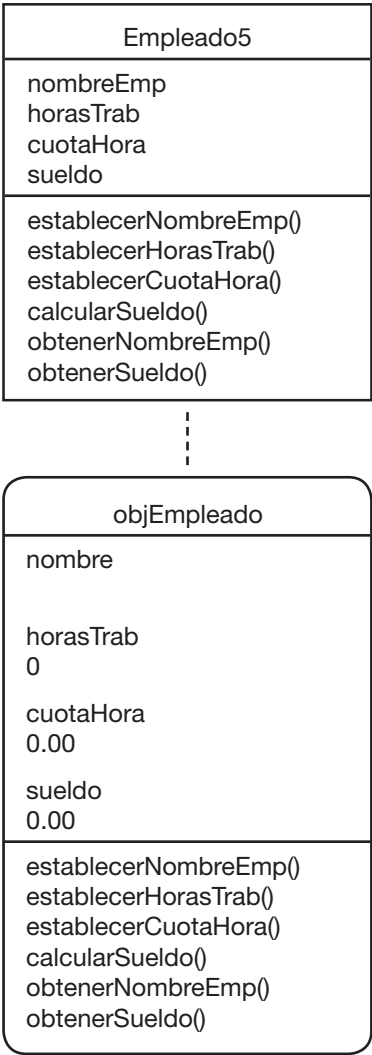 Empleado5
nombreEmp
horasTrab
cuotaHora
sueldo
establecerNombreEmp()
establecerHorasTrab()
establecerCuotaHora()
calcularSueldo()
obtenerNombreEmp()
obtenerSueldo()
objEmpleado
nombre
horasTrab
0
cuotaHora
0.00
sueldo
0.00
establecerNombreEmp()
establecerHorasTrab()
establecerCuotaHora()
calcularSueldo()
obtenerNombreEmp()
obtenerSueldo()